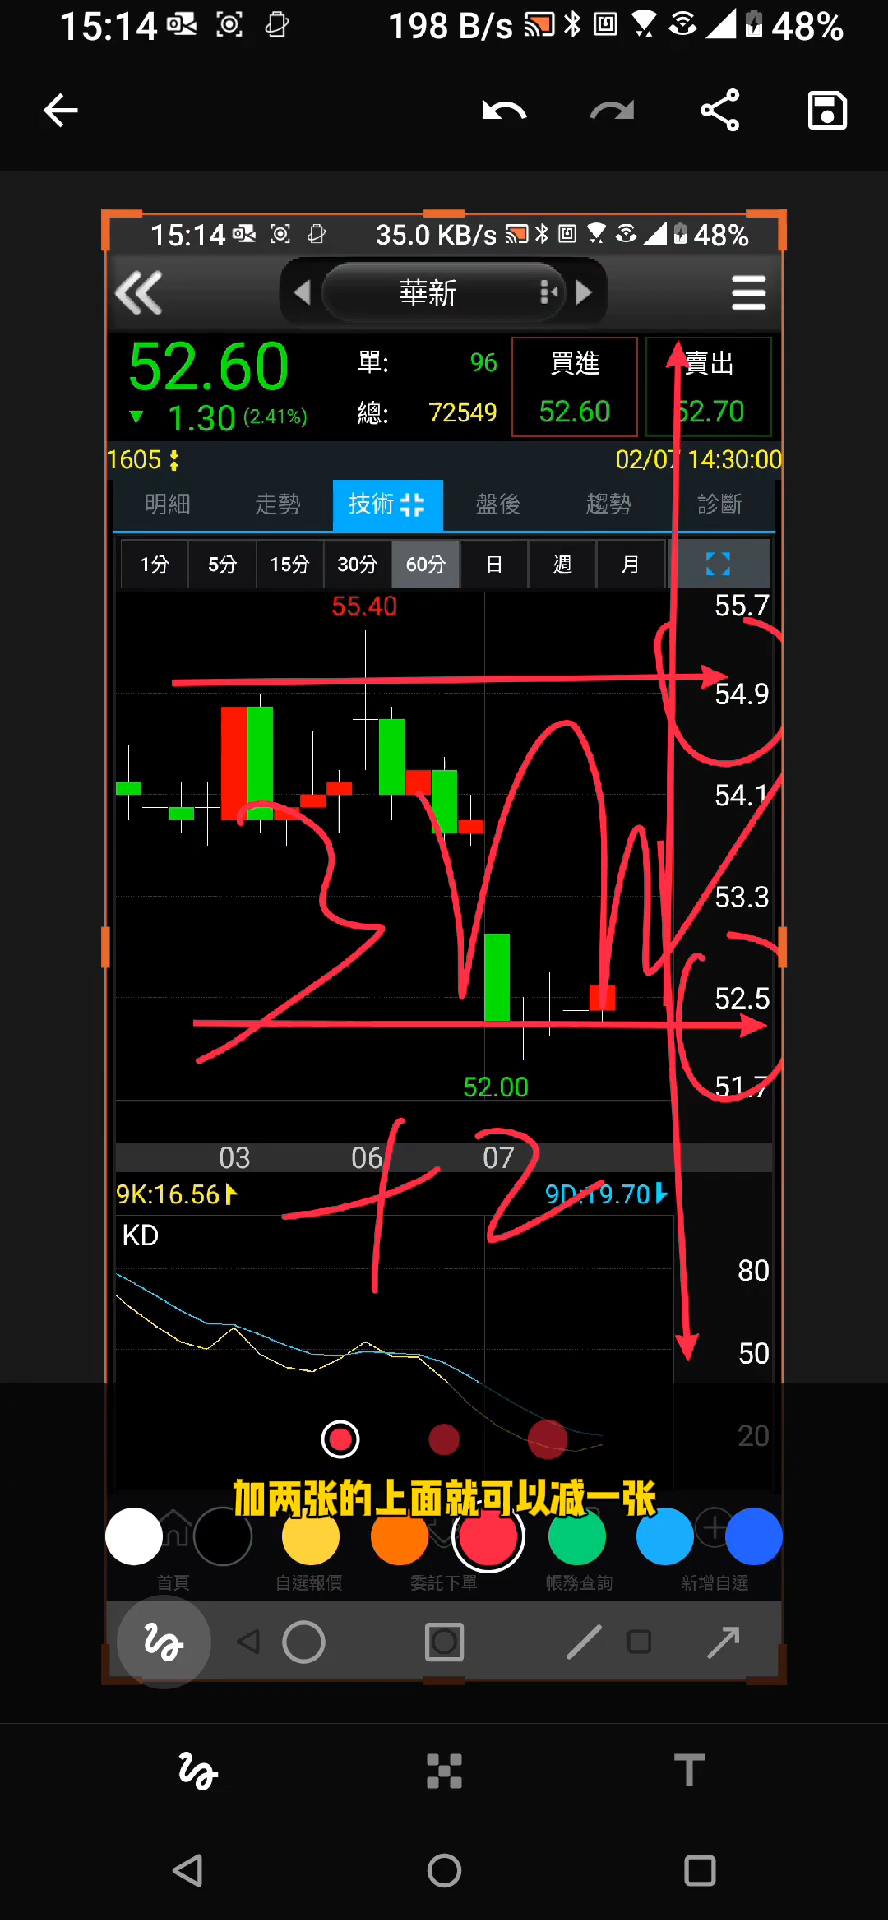 15:14 198 B/s 48%
15:14 35.0 KB/s 48%
華新
52.60 單: 96 買進 賣出
▼ 1.30 (2.41%) 總: 72549 52.60 52.70
1605 02/07 14:30:00
明細 走勢 技術 盤後 趨勢 診斷
1分 5分 15分 30分 60分 日 週 月
55.40 55.7
54.9
54.1
53.3
52.5
52.00 51.7
3
+2
03 06 07
9K:16.56 9D:19.70
KD
80
50
20
加两张的上面就可以减一张
首頁 自選報價 委託下單 帳務查詢 新增自選
T